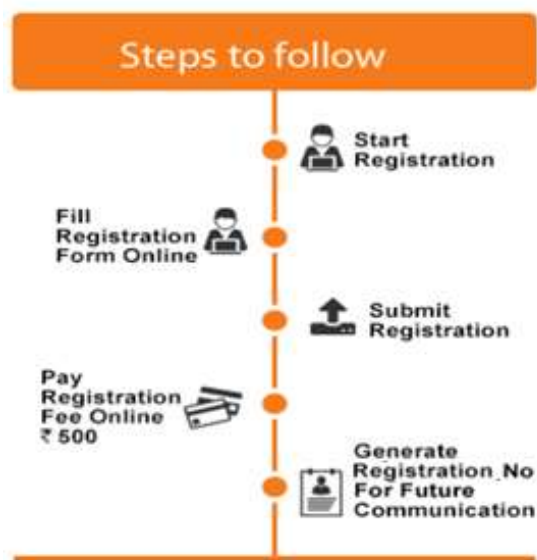 Steps to follow
Start
Registration
Fill
Registration
Form Online
Submit
Registration
Pay
Registration
Fee Online
₹ 500
Generate
Registration No
For Future
Communication